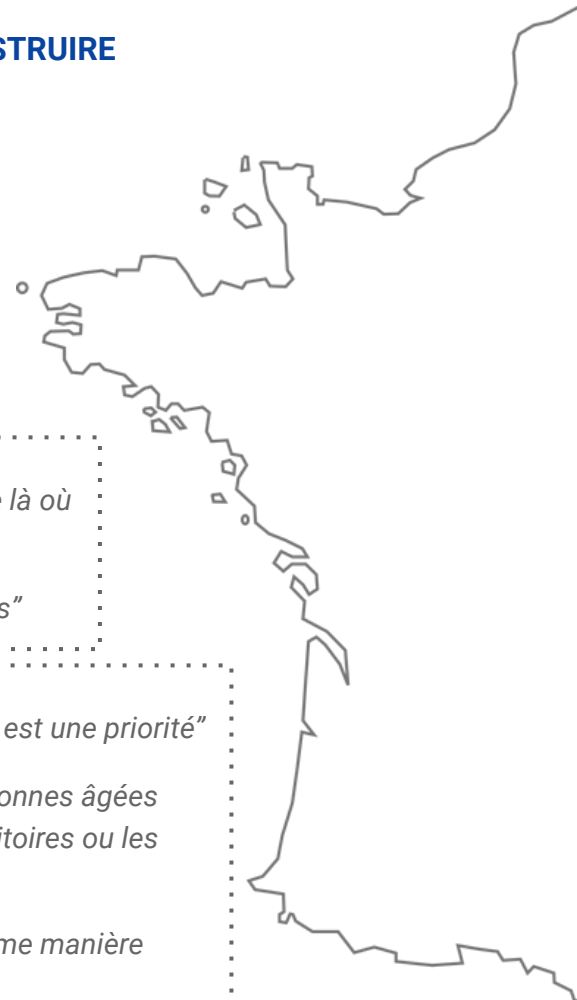 STRUIRE
là où
s”
est une priorité”
onnes âgées
itoires ou les
me manière